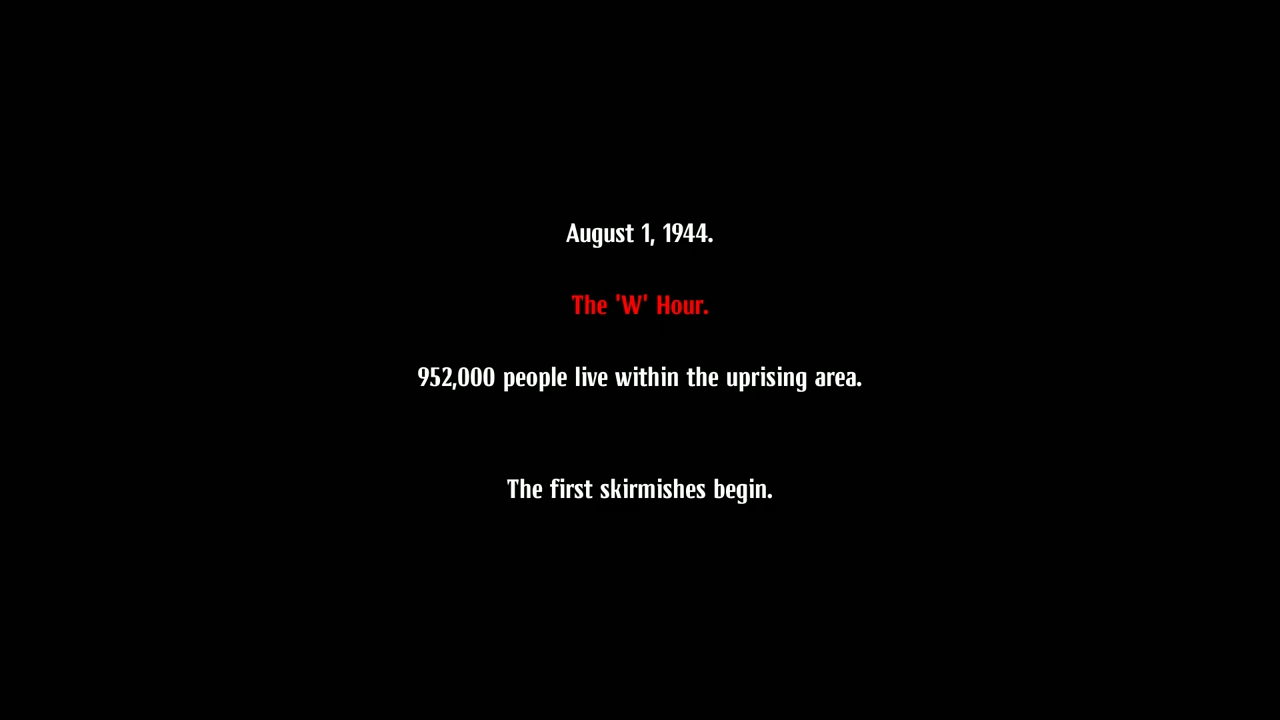 August 1, 1944.
The 'W' Hour.
952,000 people live within the uprising area.
The first skirmishes begin.